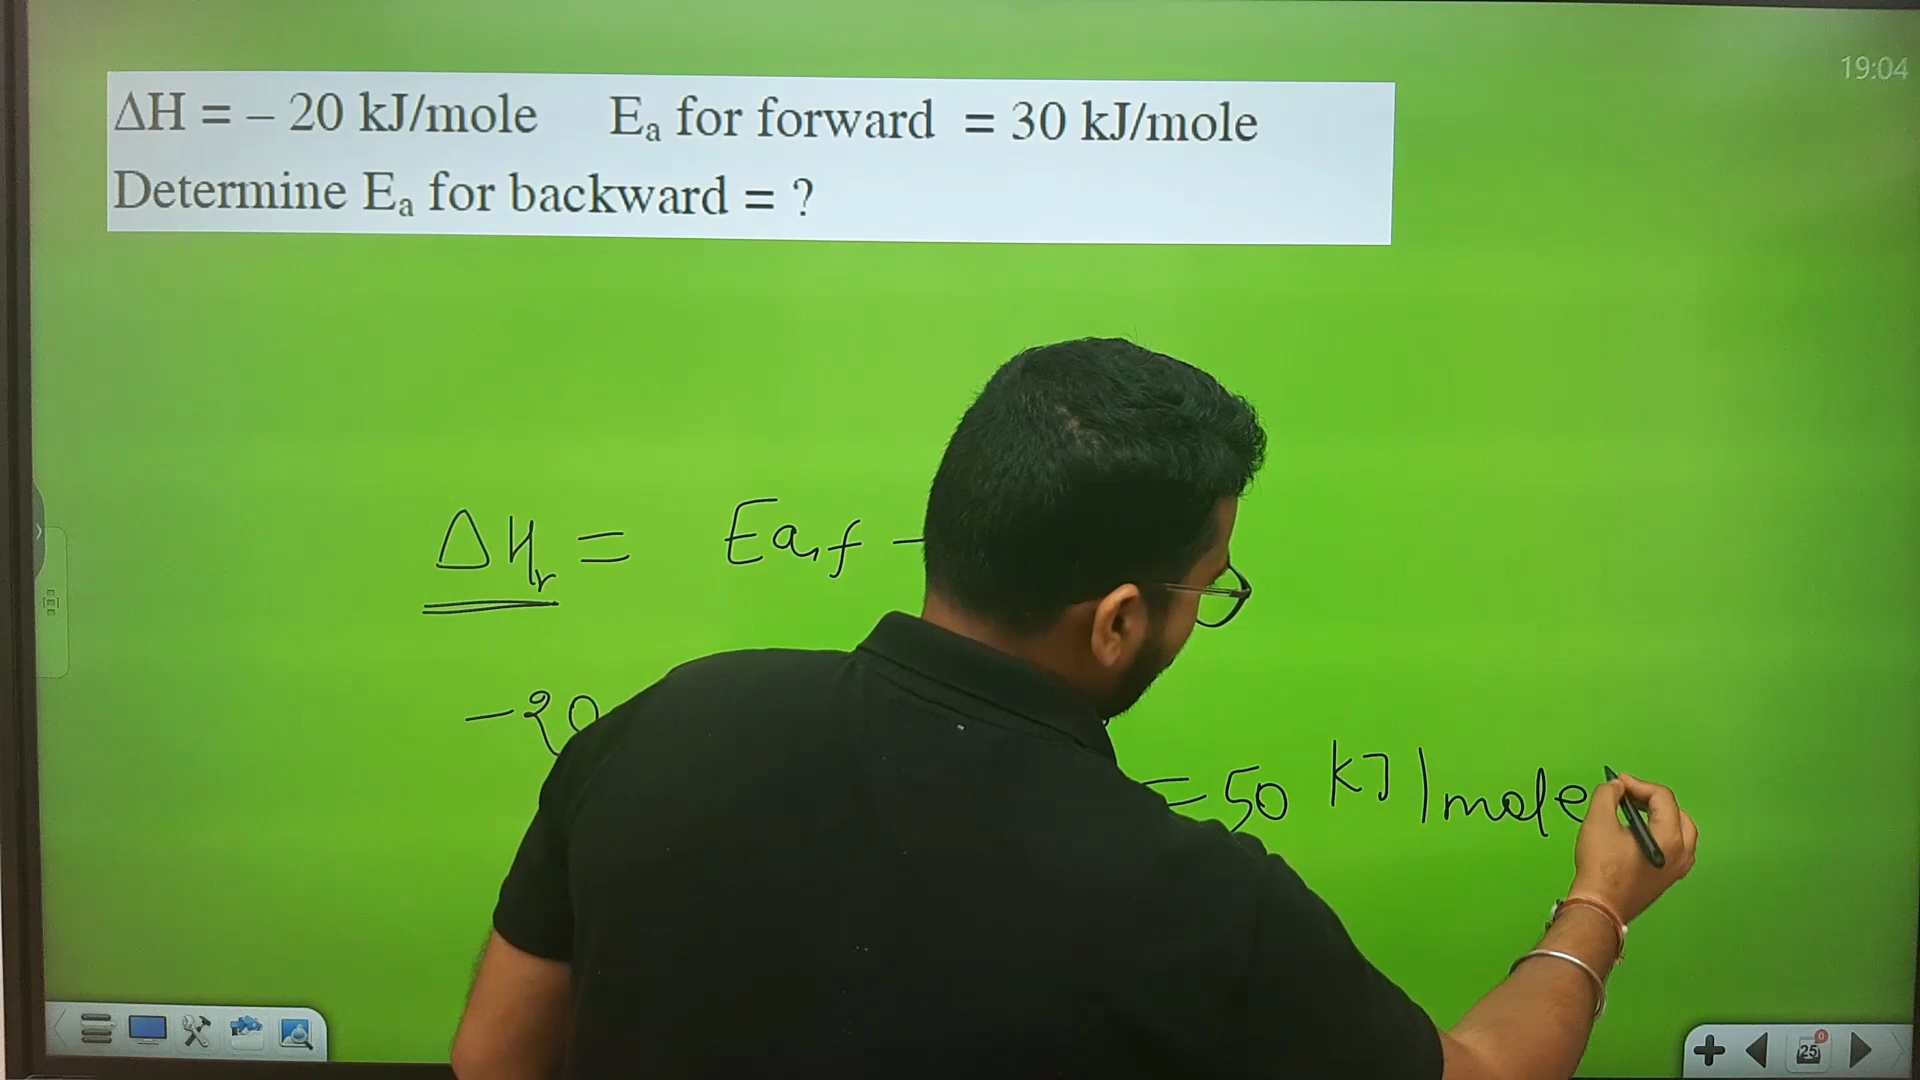 19:04
ΔH = – 20 kJ/mole Eₐ for forward = 30 kJ/mole
Determine Eₐ for backward = ?
ΔHᵣ = Ea,f –
–20
= 50 kJ/mole
25